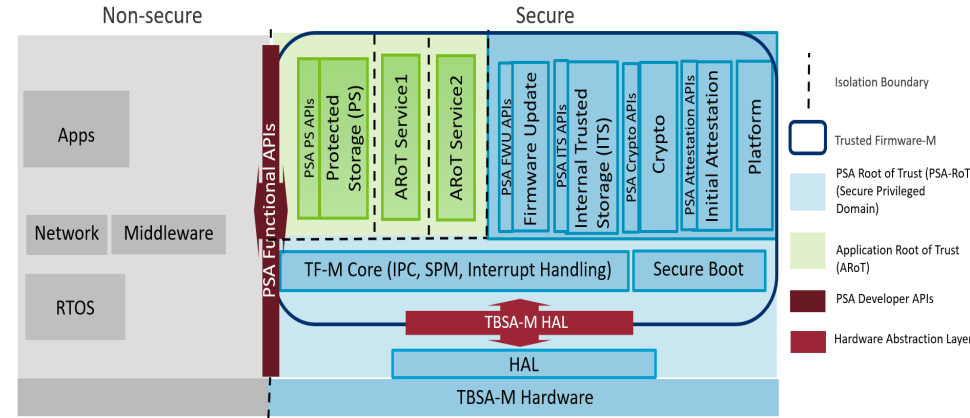 Non-secure
Secure
Apps
Network
Middleware
RTOS
PSA Functional APIs
PSA PS APIs
Protected
Storage (PS)
ARoT Service1
ARoT Service2
PSA FWU APIs
Firmware Update
PSA ITS APIs
Internal Trusted
Storage (ITS)
PSA Crypto APIs
Crypto
PSA Attestation APIs
Initial Attestation
Platform
TF-M Core (IPC, SPM, Interrupt Handling)
Secure Boot
TBSA-M HAL
HAL
TBSA-M Hardware
Isolation Boundary
Trusted Firmware-M
PSA Root of Trust (PSA-RoT
(Secure Privileged
Domain)
Application Root of Trust
(ARoT)
PSA Developer APIs
Hardware Abstraction Layer